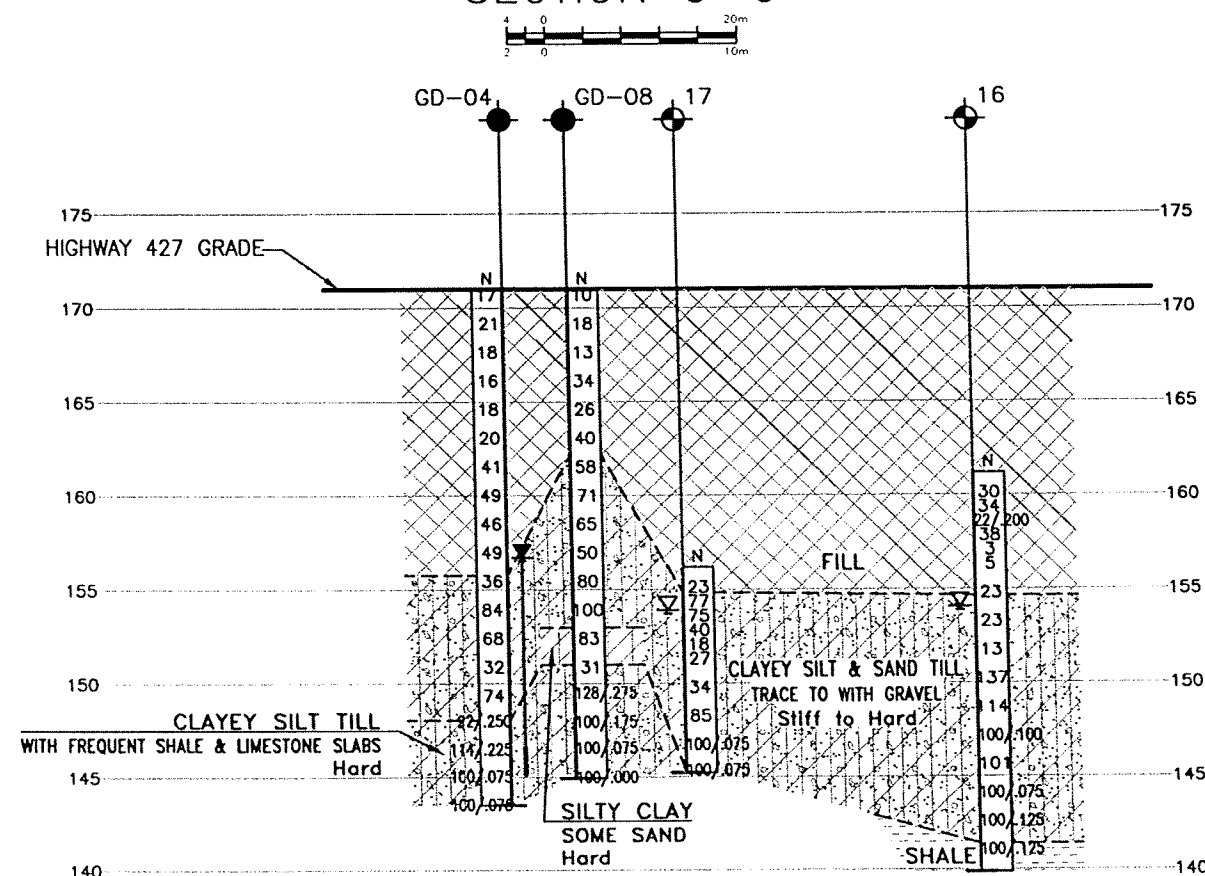 4 0 20m
2 0 10m
GD-04 GD-08 17 16
175 175
HIGHWAY 427 GRADE
N N
17 10
170 170
21 18
18 13
16 34
165 165
18 26
20 40
41 58
N
160 160
49 71
30
34
46 65
22/.200
38
3
49 50
N
5
FILL
36 80
23 23
155 155
77
84 100
75
23
40
68 83
18
13
27
32 31
CLAYEY SILT & SAND TILL
137
150 150
74 128/.275
34
TRACE TO WITH GRAVEL
114
Stiff to Hard
CLAYEY SILT TILL
92/.250 100/.175
85
100/.100
WITH FREQUENT SHALE & LIMESTONE SLABS
114/.225 100/.075
100/.075
101
Hard
145 145
100/.075 100/.000
100/.075
100/.075
100/.075
SILTY CLAY
100/.125
SOME SAND
Hard
SHALE
100/.125
140 140